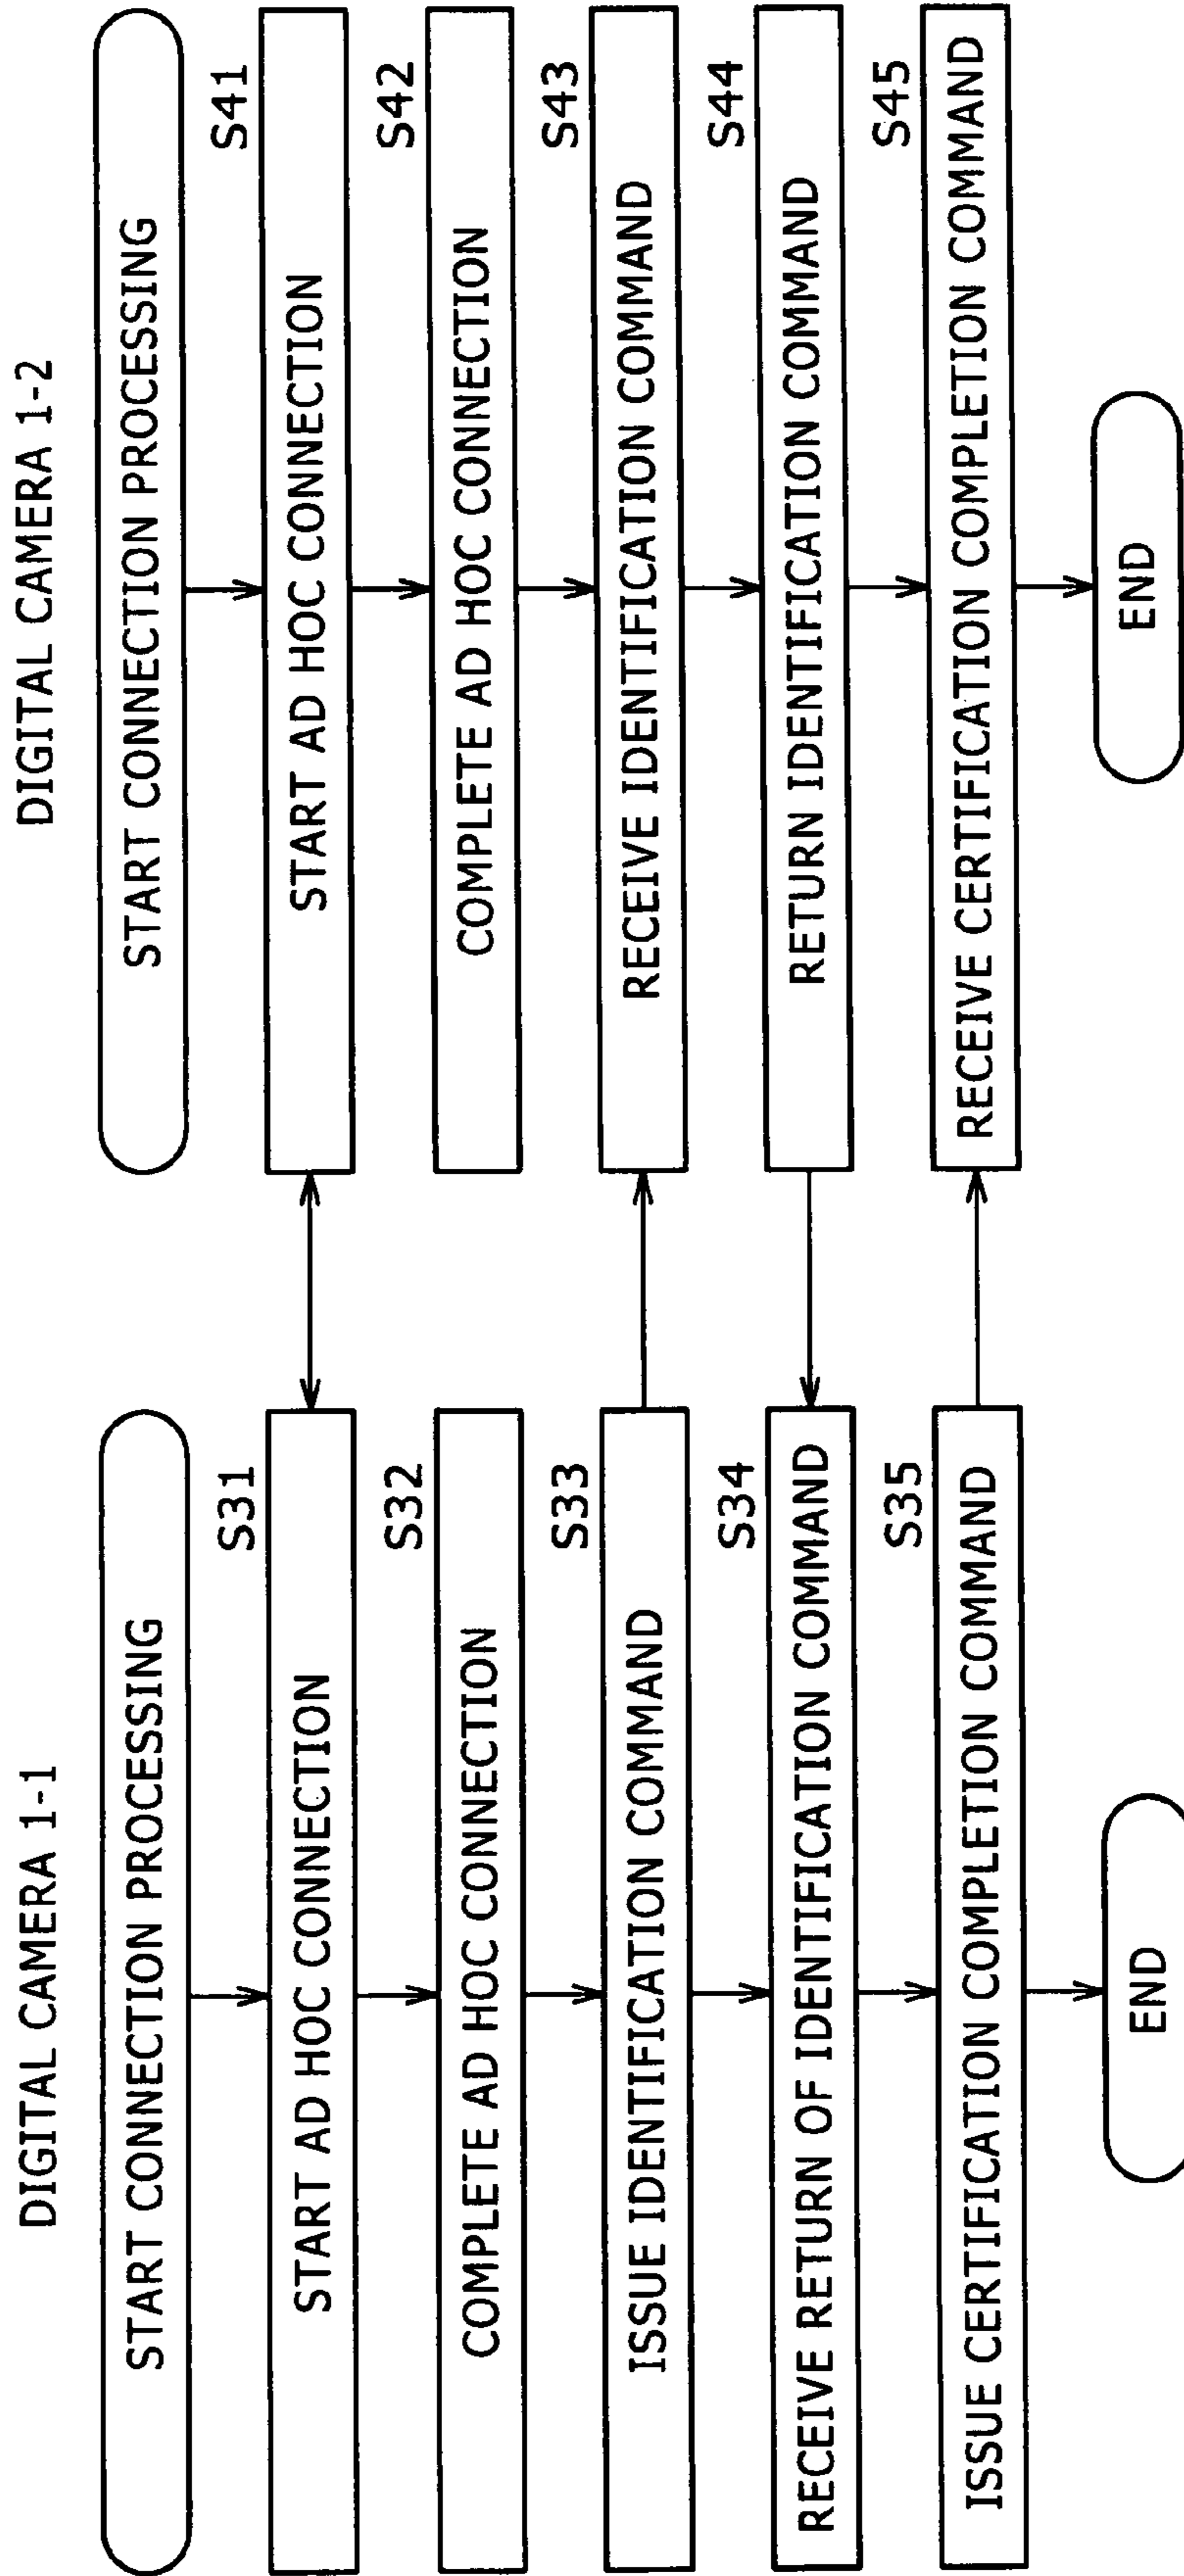 DIGITAL CAMERA 1-1
START CONNECTION PROCESSING
S31
START AD HOC CONNECTION
S32
COMPLETE AD HOC CONNECTION
S33
ISSUE IDENTIFICATION COMMAND
S34
RECEIVE RETURN OF IDENTIFICATION COMMAND
S35
ISSUE CERTIFICATION COMPLETION COMMAND
END
DIGITAL CAMERA 1-2
START CONNECTION PROCESSING
S41
START AD HOC CONNECTION
S42
COMPLETE AD HOC CONNECTION
S43
RECEIVE IDENTIFICATION COMMAND
S44
RETURN IDENTIFICATION COMMAND
S45
RECEIVE CERTIFICATION COMPLETION COMMAND
END